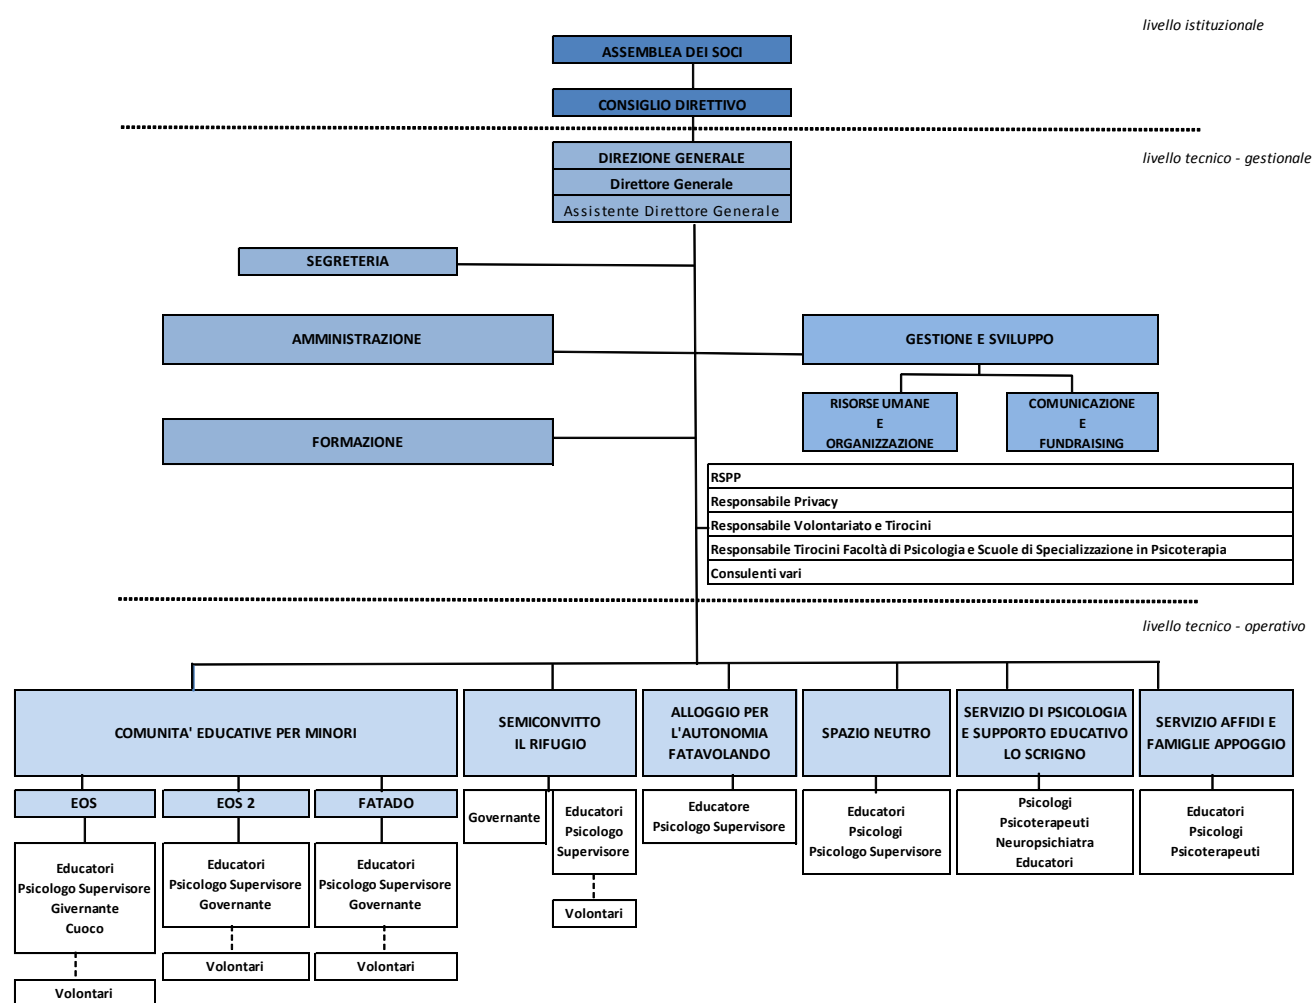 livello istituzionale
ASSEMBLEA DEI SOCI
CONSIGLIO DIRETTIVO
DIREZIONE GENERALE
livello tecnico - gestionale
Direttore Generale
Assistente Direttore Generale
SEGRETERIA
AMMINISTRAZIONE
GESTIONE E SVILUPPO
RISORSE UMANE
E
ORGANIZZAZIONE
COMUNICAZIONE
E
FUNDRAISING
FORMAZIONE
RSPP
Responsabile Privacy
Responsabile Volontariato e Tirocini
Responsabile Tirocini Facoltà di Psicologia e Scuole di Specializzazione in Psicoterapia
Consulenti vari
livello tecnico - operativo
COMUNITA' EDUCATIVE PER MINORI
SEMICONVITTO
IL RIFUGIO
ALLOGGIO PER
L'AUTONOMIA
FATAVOLANDO
SPAZIO NEUTRO
SERVIZIO DI PSICOLOGIA
E SUPPORTO EDUCATIVO
LO SCRIGNO
SERVIZIO AFFIDI E
FAMIGLIE APPOGGIO
EOS
EOS 2
FATADO
Governante
Educatori
Psicologo
Supervisore
Educatore
Psicologo Supervisore
Educatori
Psicologi
Psicologo Supervisore
Psicologi
Psicoterapeuti
Neuropsichiatra
Educatori
Educatori
Psicologi
Psicoterapeuti
Educatori
Psicologo Supervisore
Givernante
Cuoco
Educatori
Psicologo Supervisore
Governante
Educatori
Psicologo Supervisore
Governante
Volontari
Volontari
Volontari
Volontari